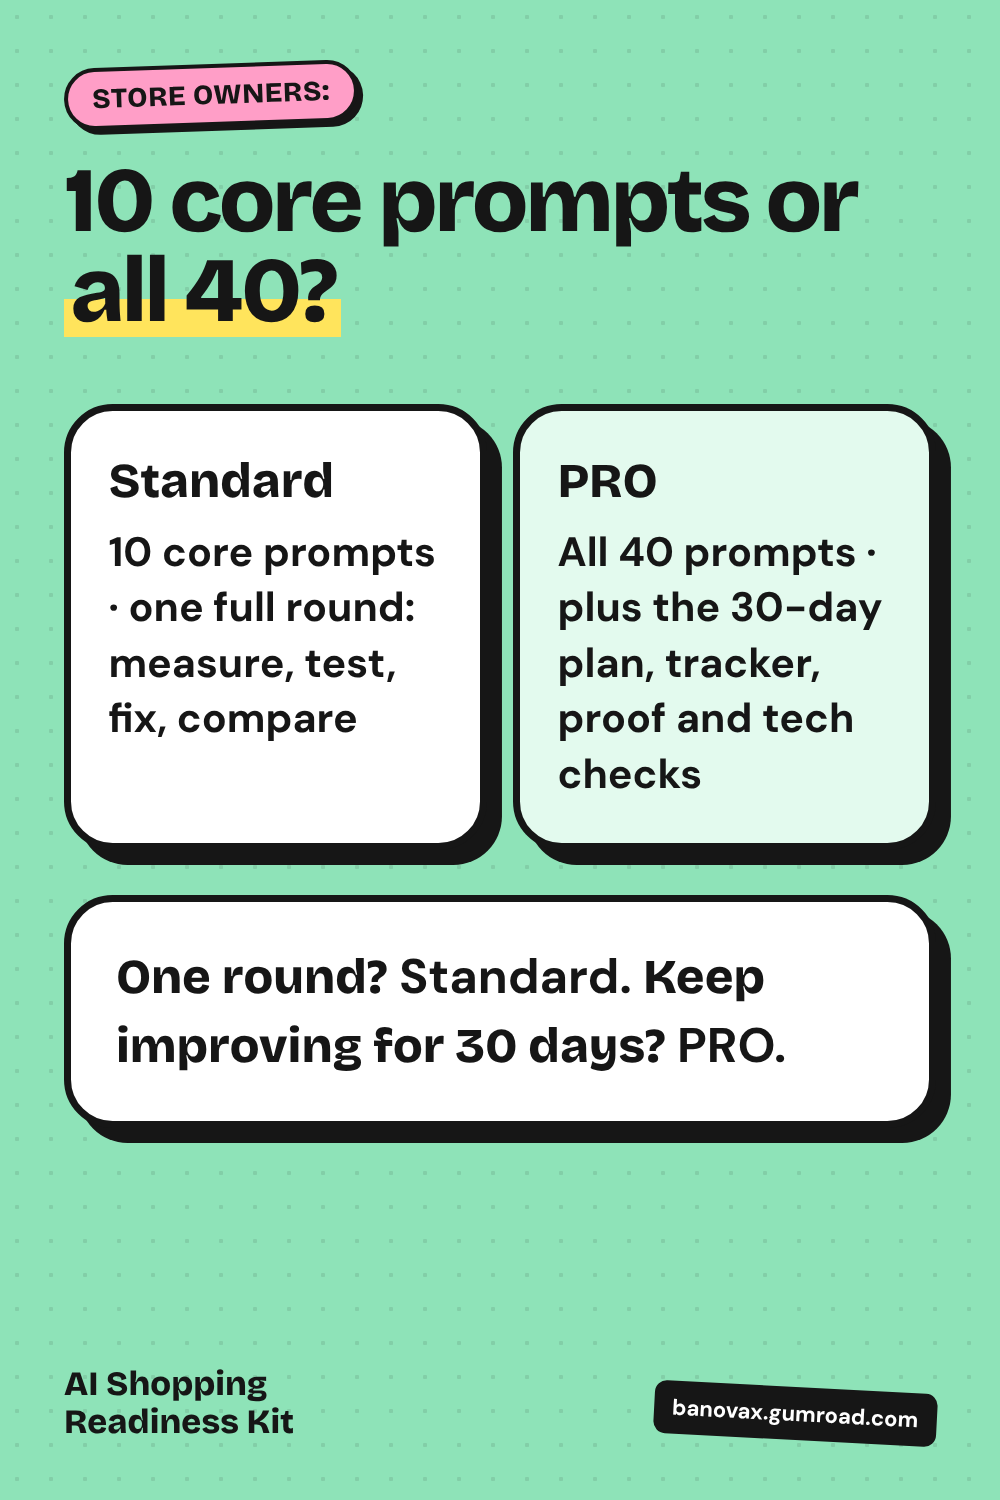 STORE OWNERS:
10 core prompts or
all 40?
Standard
10 core prompts
· one full round:
measure, test,
fix, compare
PRO
All 40 prompts ·
plus the 30-day
plan, tracker,
proof and tech
checks
One round? Standard. Keep
improving for 30 days? PRO.
AI Shopping
Readiness Kit
banovax.gumroad.com